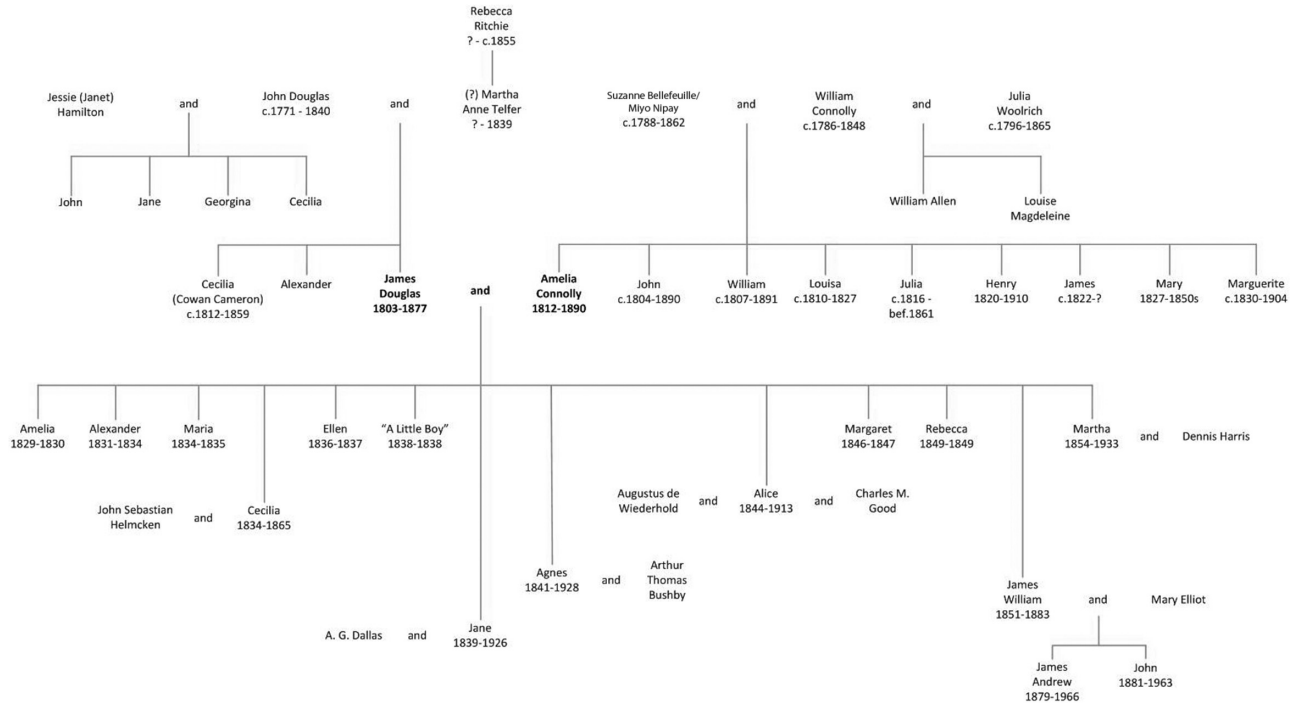 Rebecca
Ritchie
? - c.1855
Jessie (Janet)
Hamilton
and
John Douglas
c.1771 - 1840
and
(?) Martha
Anne Telfer
? - 1839
Suzanne Bellefeuille/
Miyo Nipay
c.1788-1862
and
William
Connolly
c.1786-1848
and
Julia
Woolrich
c.1796-1865
John
Jane
Georgina
Cecilia
William Allen
Louise
Magdeleine
Cecilia
(Cowan Cameron)
c.1812-1859
Alexander
James
Douglas
1803-1877
and
Amelia
Connolly
1812-1890
John
c.1804-1890
William
c.1807-1891
Louisa
c.1810-1827
Julia
c.1816 -
bef.1861
Henry
1820-1910
James
c.1822-?
Mary
1827-1850s
Marguerite
c.1830-1904
Amelia
1829-1830
Alexander
1831-1834
Maria
1834-1835
Ellen
1836-1837
“A Little Boy”
1838-1838
Margaret
1846-1847
Rebecca
1849-1849
Martha
1854-1933
and
Dennis Harris
John Sebastian
Helmcken
and
Cecilia
1834-1865
Augustus de
Wiederhold
and
Alice
1844-1913
and
Charles M.
Good
Agnes
1841-1928
and
Arthur
Thomas
Bushby
James
William
1851-1883
and
Mary Elliot
A. G. Dallas
and
Jane
1839-1926
James
Andrew
1879-1966
John
1881-1963